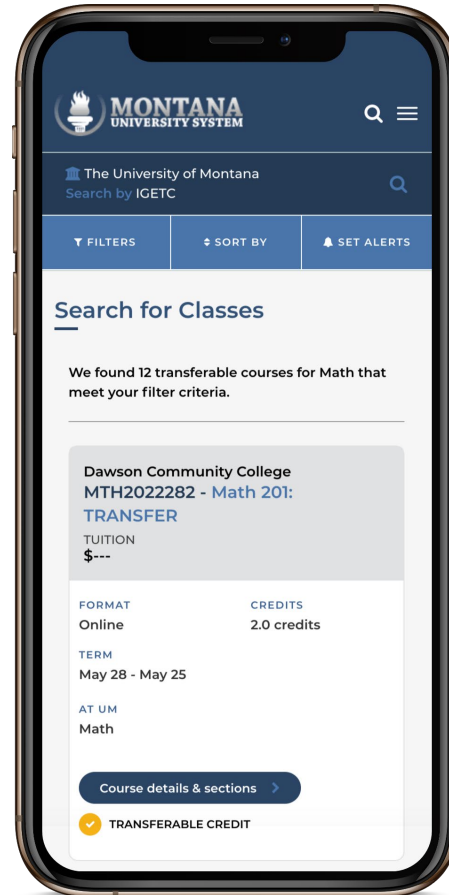 MONTANA
UNIVERSITY SYSTEM
The University of Montana
Search by IGETC
FILTERS
SORT BY
SET ALERTS
Search for Classes
We found 12 transferable courses for Math that
meet your filter criteria.
Dawson Community College
MTH2022282 - Math 201:
TRANSFER
TUITION
$---
FORMAT
CREDITS
Online
2.0 credits
TERM
May 28 - May 25
AT UM
Math
Course details & sections
TRANSFERABLE CREDIT